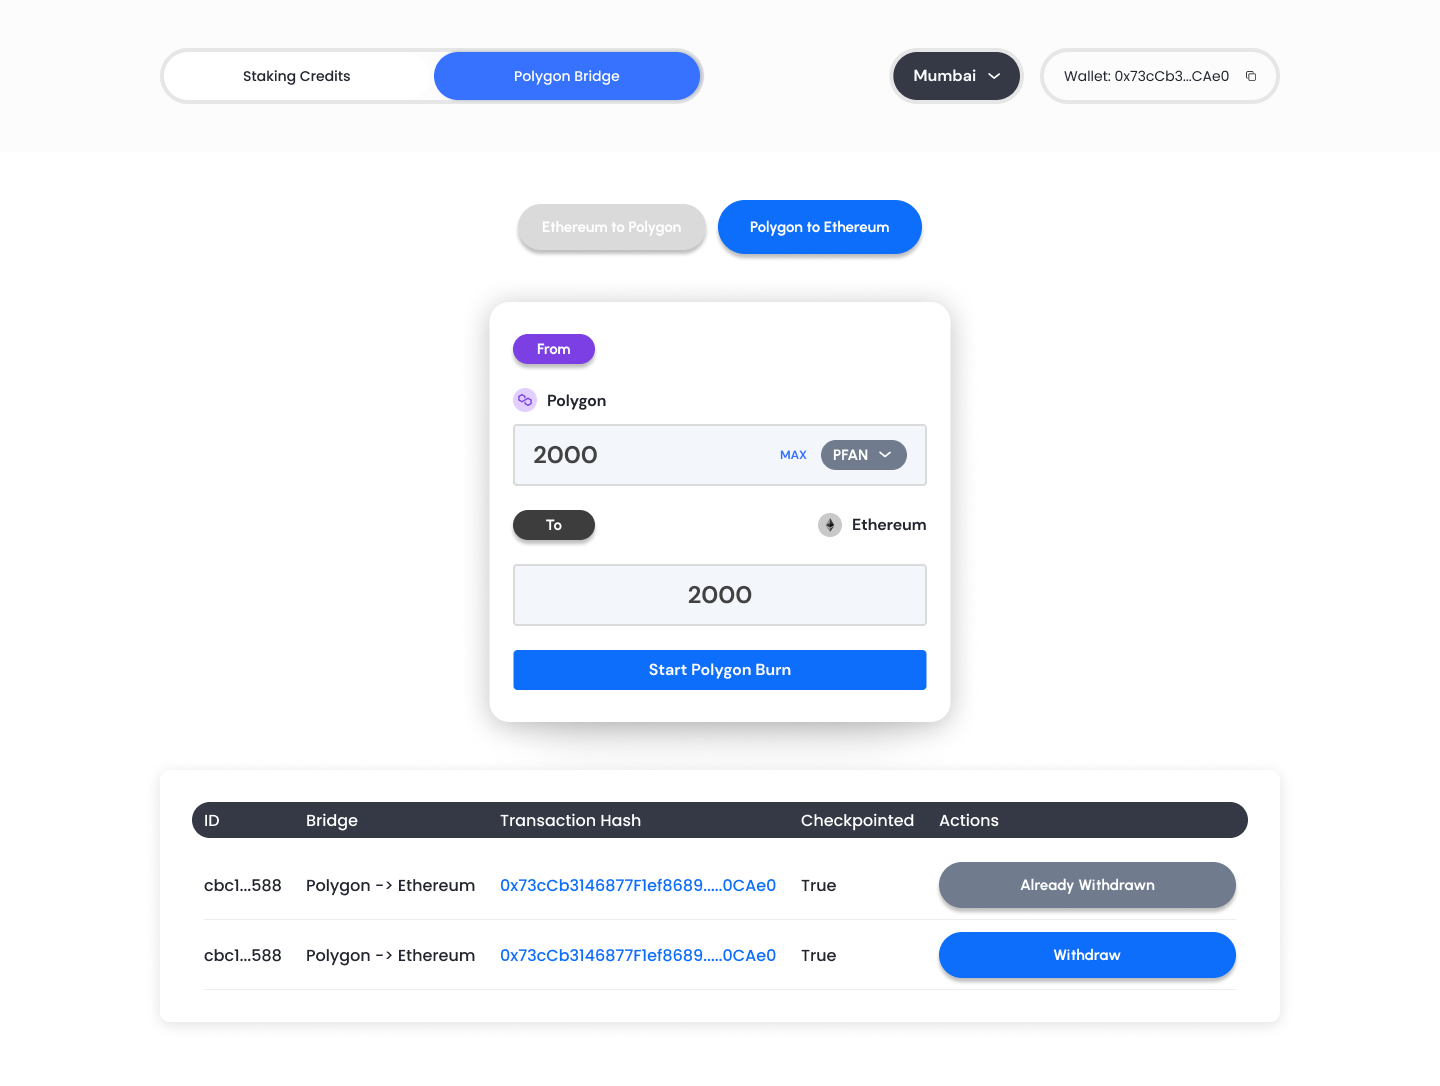 Staking Credits
Polygon Bridge
Mumbai
Wallet: 0x73cCb3...CAe0
Ethereum to Polygon
Polygon to Ethereum
From
Polygon
2000
MAX
PFAN
To
Ethereum
2000
Start Polygon Burn
ID Bridge Transaction Hash Checkpointed Actions
cbc1...588 Polygon -> Ethereum 0x73cCb3146877F1ef8689.....0CAe0 True Already Withdrawn
cbc1...588 Polygon -> Ethereum 0x73cCb3146877F1ef8689.....0CAe0 True Withdraw